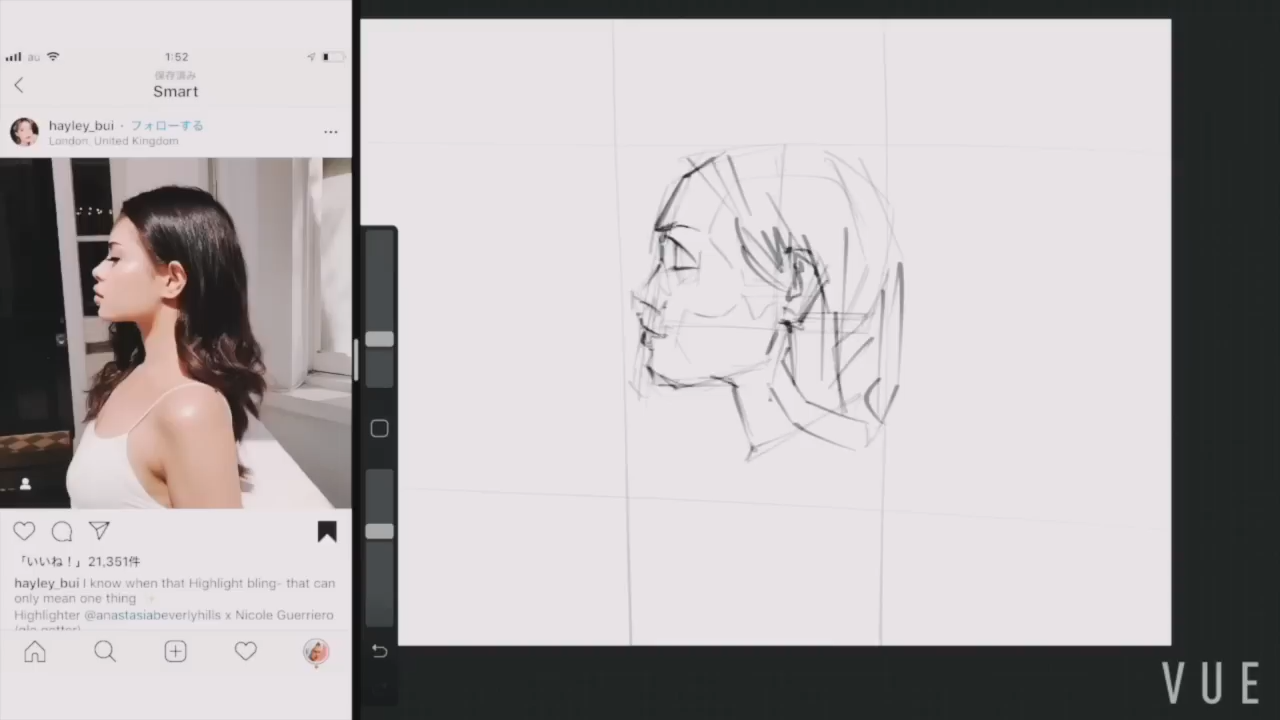 au
1:52
保存済み
Smart
hayley_bui · フォローする
London, United Kingdom
「いいね！」21,351件
hayley_bui I know when that Highlight bling- that can
only mean one thing
Highlighter @anastasiabeverlyhills x Nicole Guerriero
VUE